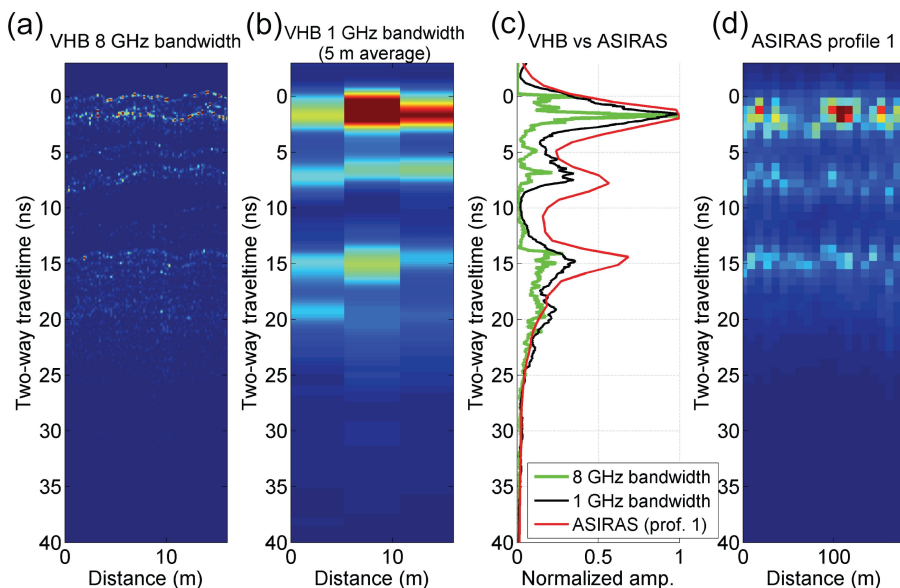 (a)
VHB 8 GHz bandwidth
Two-way traveltime (ns)
0
5
10
15
20
25
30
35
40
0
10
Distance (m)
(b)
VHB 1 GHz bandwidth
(5 m average)
Two-way traveltime (ns)
0
5
10
15
20
25
30
35
40
0
10
Distance (m)
(c)
VHB vs ASIRAS
Two-way traveltime (ns)
0
5
10
15
20
25
30
35
40
8 GHz bandwidth
1 GHz bandwidth
ASIRAS (prof. 1)
0
0.5
1
Normalized amp.
(d)
ASIRAS profile 1
Two-way traveltime (ns)
0
5
10
15
20
25
30
35
40
0
100
Distance (m)